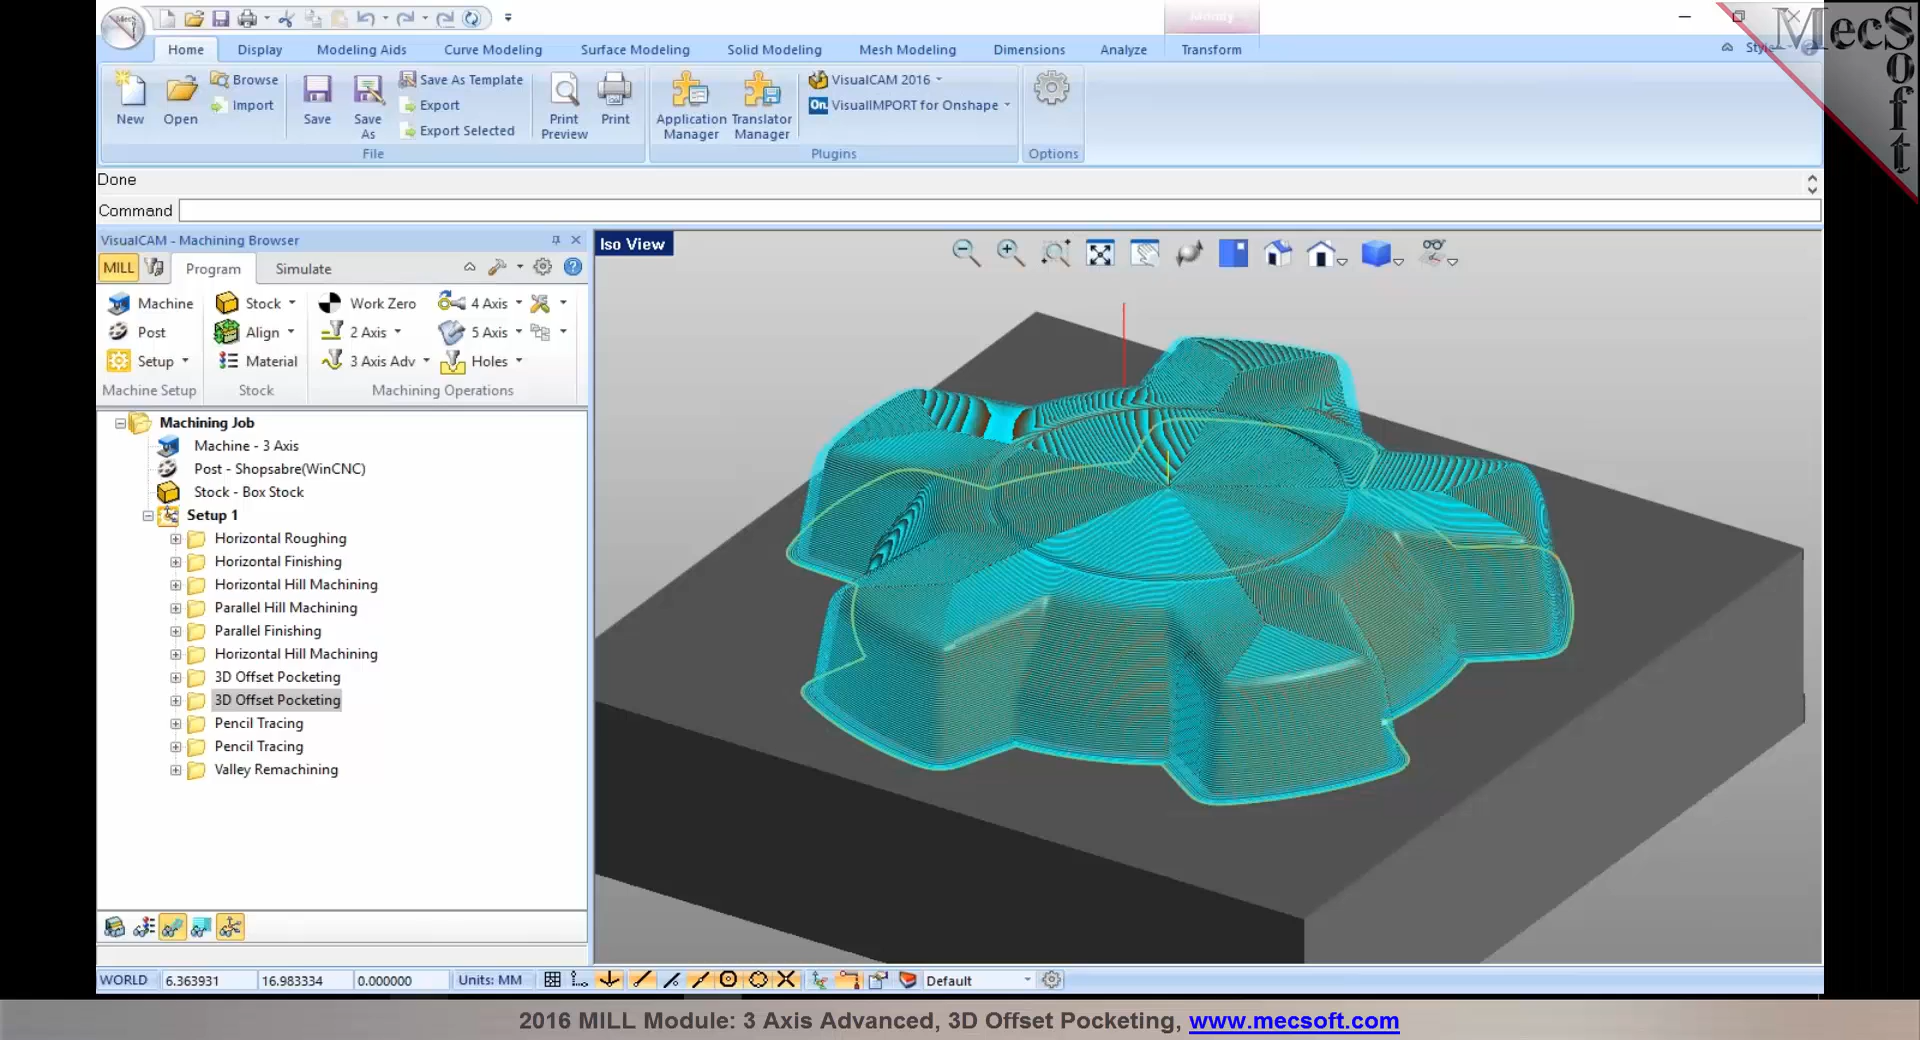 MecS
Modify
MecSoft
Home Display Modeling Aids Curve Modeling Surface Modeling Solid Modeling Mesh Modeling Dimensions Analyze Transform
New
Open
Browse
Import
Save
Save As
Save As Template
Export
Export Selected
Print Preview
Print
File
Application Manager
Translator Manager
VisualCAM 2016
On VisualIMPORT for Onshape
Plugins
Options
Done
Command
VisualCAM - Machining Browser
MILL Program Simulate
Machine Stock Work Zero 4 Axis
Post Align 2 Axis 5 Axis
Setup Material 3 Axis Adv Holes
Machine Setup Stock Machining Operations
Machining Job
Machine - 3 Axis
Post - Shopsabre(WinCNC)
Stock - Box Stock
Setup 1
Horizontal Roughing
Horizontal Finishing
Horizontal Hill Machining
Parallel Hill Machining
Parallel Finishing
Horizontal Hill Machining
3D Offset Pocketing
3D Offset Pocketing
Pencil Tracing
Pencil Tracing
Valley Remachining
Iso View
WORLD 6.363931 16.983334 0.000000 Units: MM Default
2016 MILL Module: 3 Axis Advanced, 3D Offset Pocketing, www.mecsoft.com